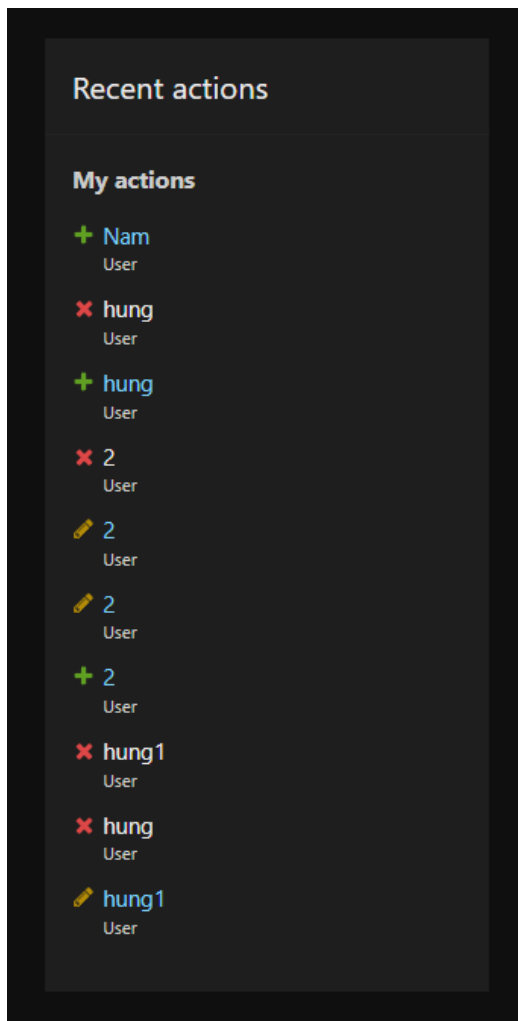 Recent actions
My actions
Nam
User
hung
User
hung
User
2
User
2
User
2
User
2
User
hung1
User
hung
User
hung1
User